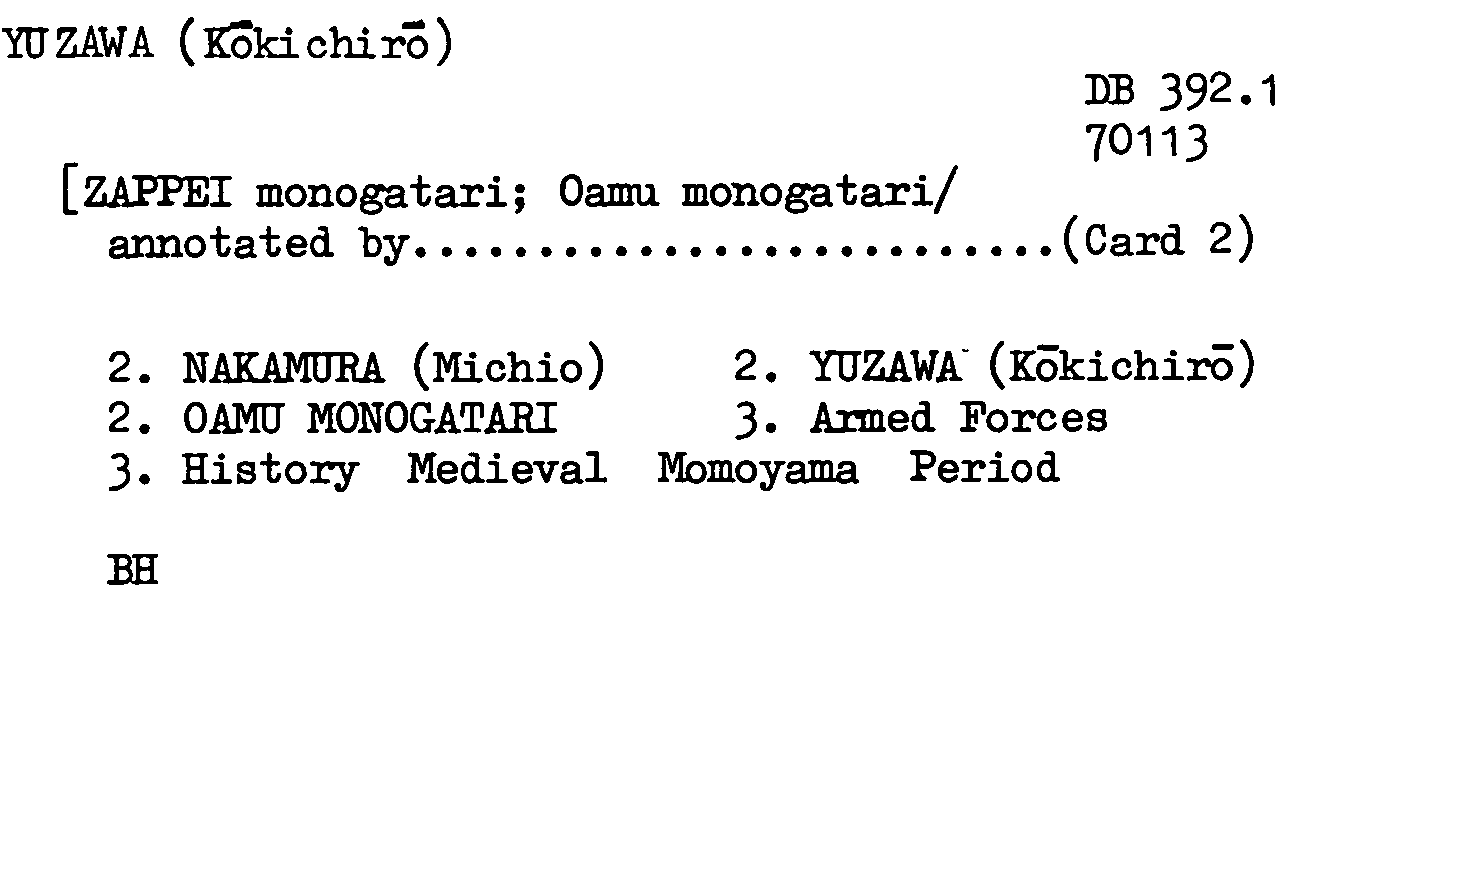 YUZAWA (Kōkichirō)
DB 392.1
70113
[ZAPPEI monogatari; Oamu monogatari/
annotated by..........................(Card 2)
2. NAKAMURA (Michio) 2. YUZAWA (Kōkichirō)
2. OAMU MONOGATARI 3. Armed Forces
3. History Medieval Momoyama Period
BH